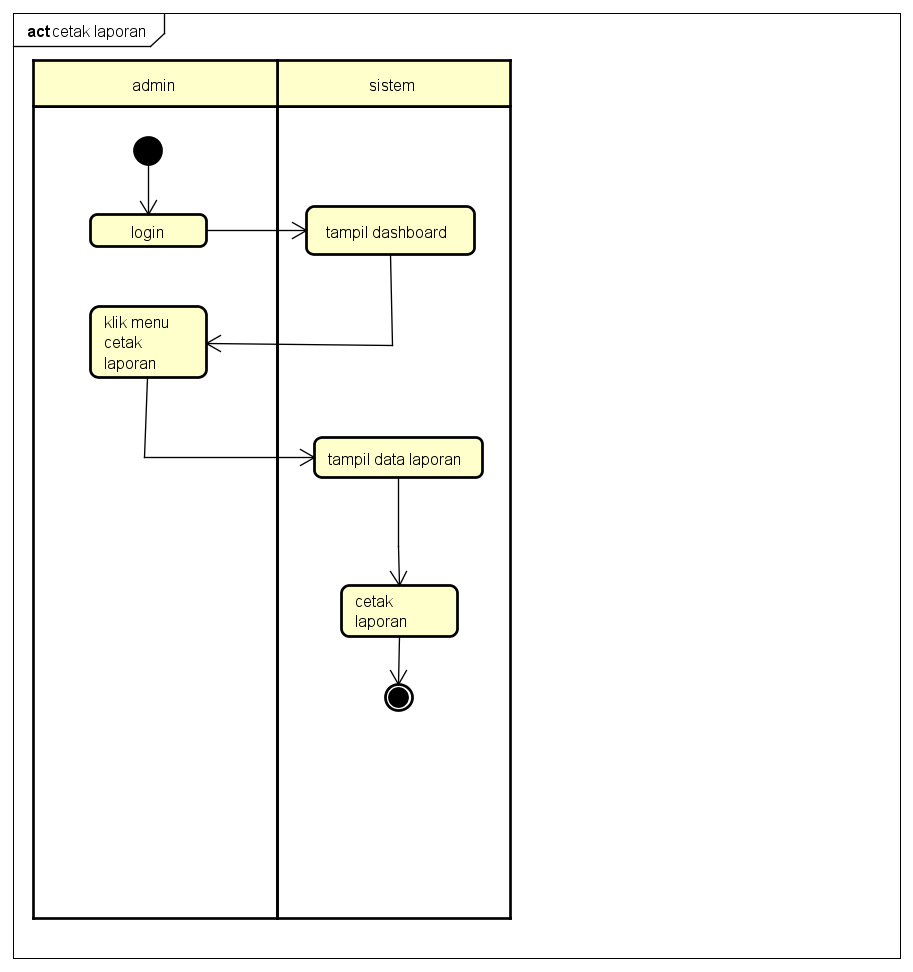 act cetak laporan
admin
sistem
login
tampil dashboard
klik menu
cetak
laporan
tampil data laporan
cetak
laporan